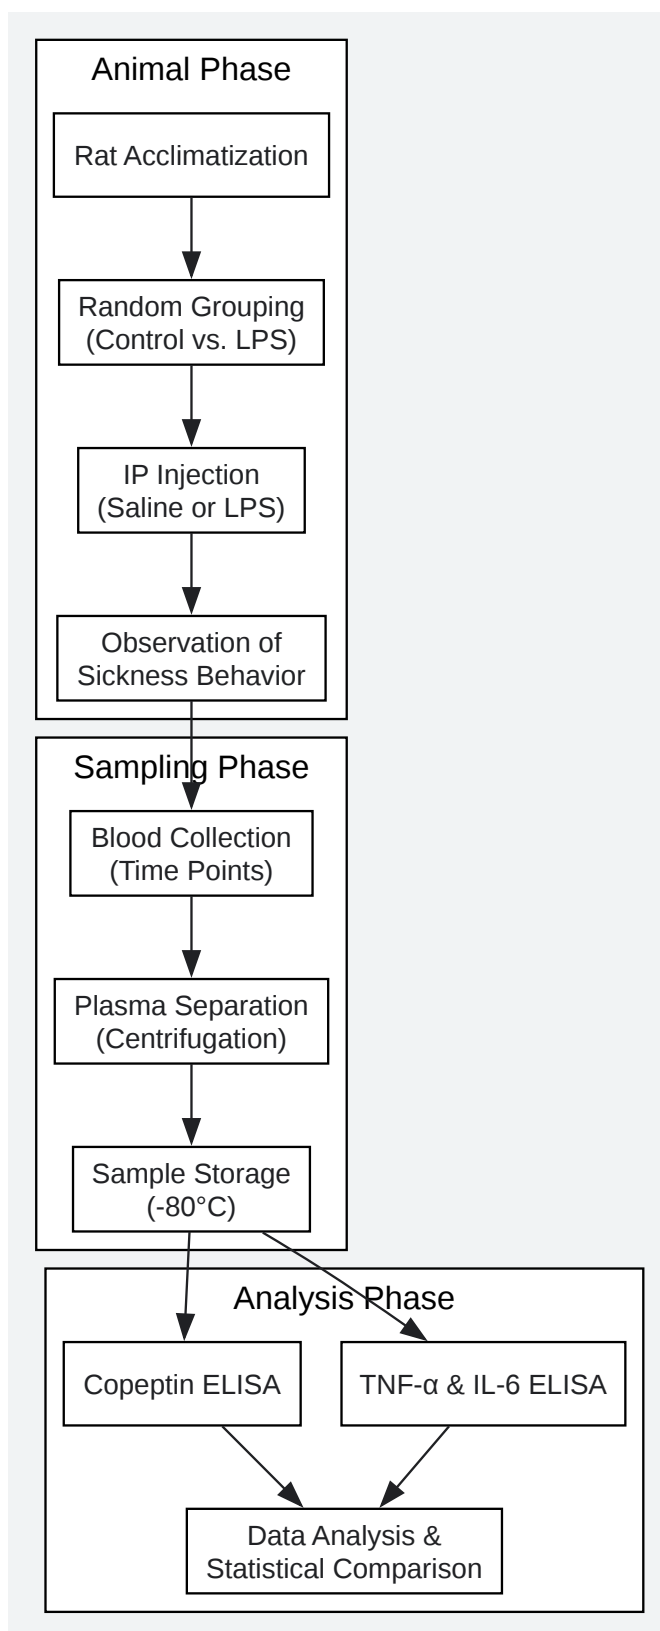 Animal Phase
Rat Acclimatization
Random Grouping
(Control vs. LPS)
IP Injection
(Saline or LPS)
Observation of
Sickness Behavior
Sampling Phase
Blood Collection
(Time Points)
Plasma Separation
(Centrifugation)
Sample Storage
(-80°C)
Analysis Phase
Copeptin ELISA
TNF-α & IL-6 ELISA
Data Analysis &
Statistical Comparison